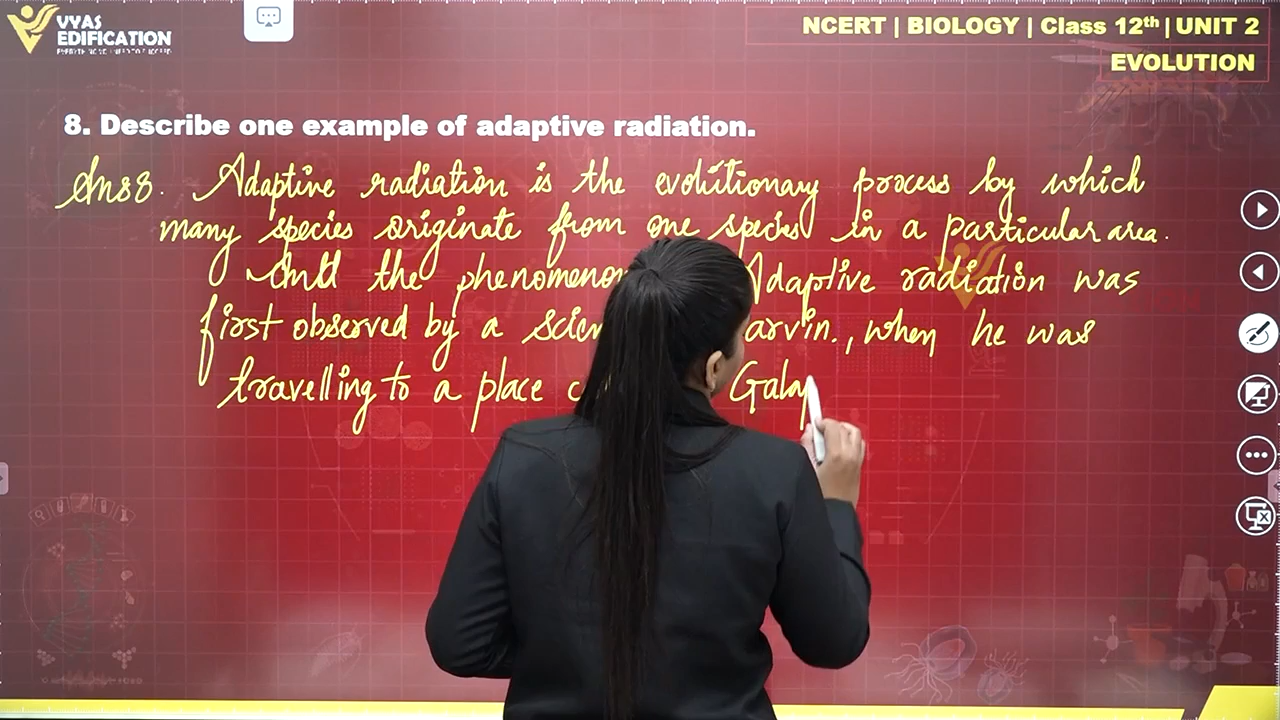 VYAS
EDIFICATION
NCERT | BIOLOGY | Class 12th | UNIT 2
EVOLUTION
8. Describe one example of adaptive radiation.
Ans8. Adaptive radiation is the evolutionary process by which
many species originate from one species in a particular area.
And the phenomenon Adaptive radiation was
first observed by a scien arvin., when he was
travelling to a place c Galap